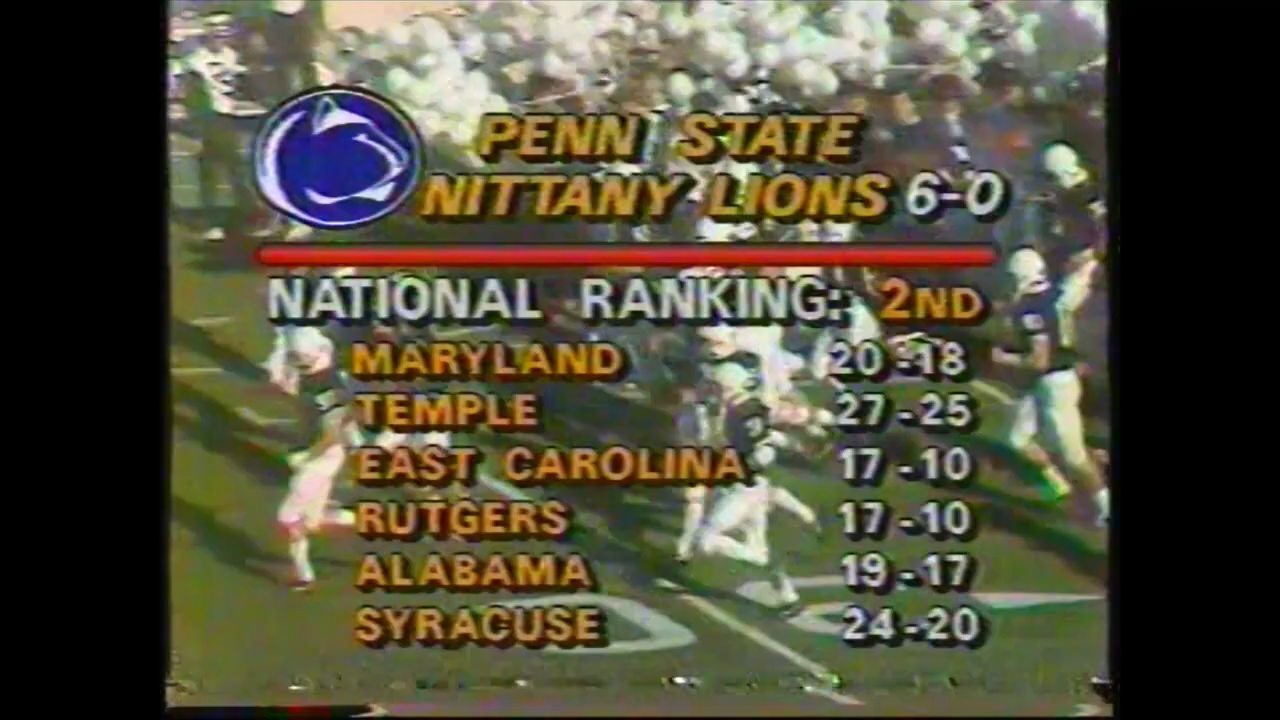 PENN STATE
NITTANY LIONS 6-0
NATIONAL RANKING: 2ND
MARYLAND 20-18
TEMPLE 27-25
EAST CAROLINA 17-10
RUTGERS 17-10
ALABAMA 19-17
SYRACUSE 24-20